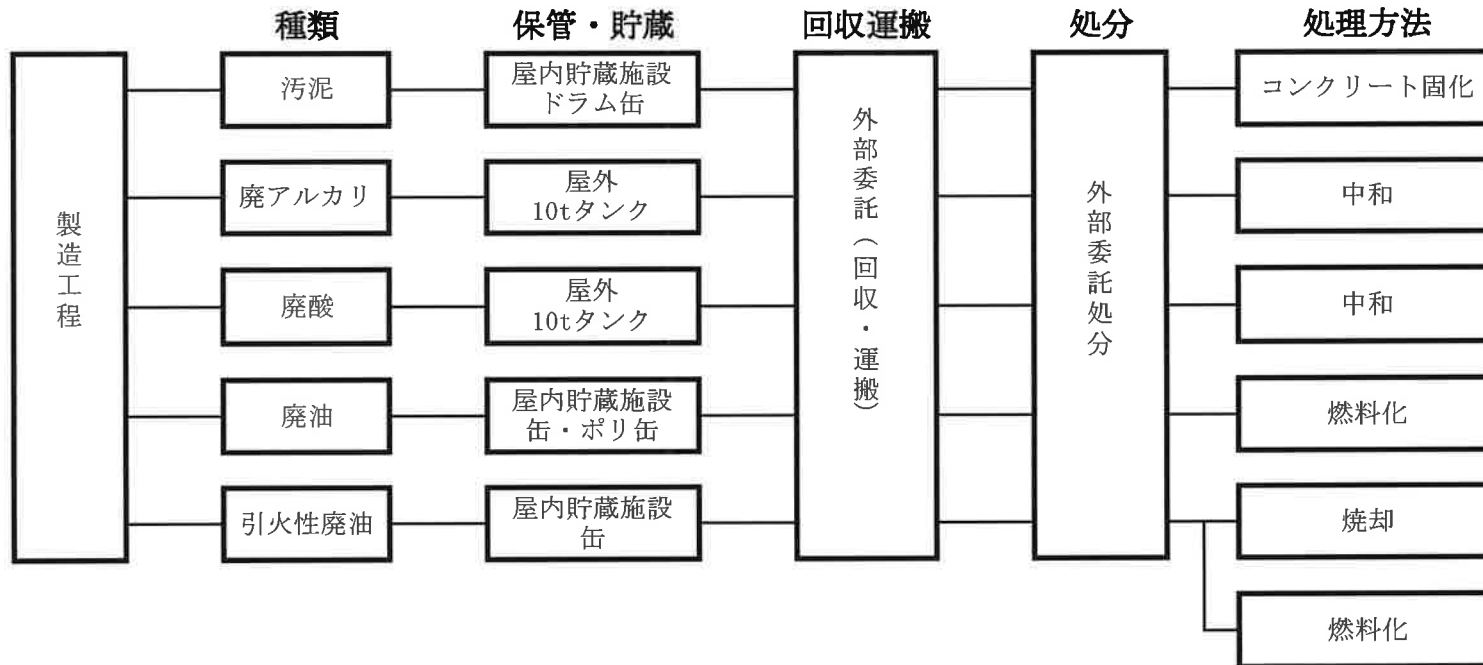 種類
保管・貯蔵
回収運搬
処分
処理方法
製造工程
汚泥
屋内貯蔵施設
ドラム缶
外部委託（回収・運搬）
外部委託処分
コンクリート固化
廃アルカリ
屋外
10tタンク
中和
廃酸
屋外
10tタンク
中和
廃油
屋内貯蔵施設
缶・ポリ缶
燃料化
引火性廃油
屋内貯蔵施設
缶
焼却
燃料化